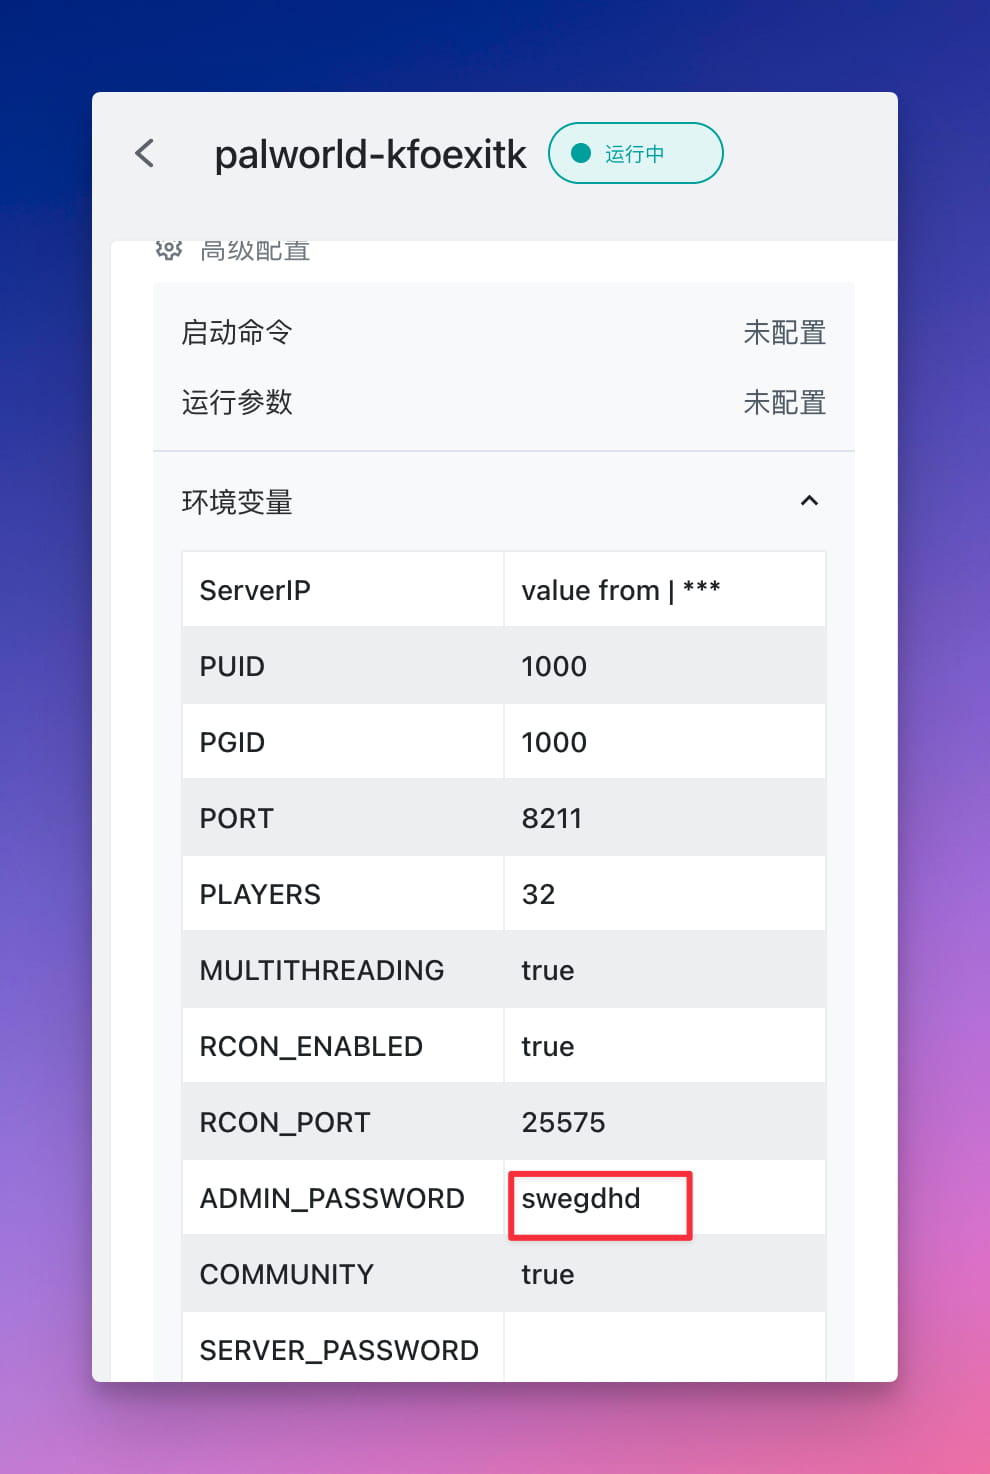 palworld-kfoexitk 运行中
高级配置
启动命令 未配置
运行参数 未配置
环境变量
ServerIP value from | ***
PUID 1000
PGID 1000
PORT 8211
PLAYERS 32
MULTITHREADING true
RCON_ENABLED true
RCON_PORT 25575
ADMIN_PASSWORD swegdhd
COMMUNITY true
SERVER_PASSWORD